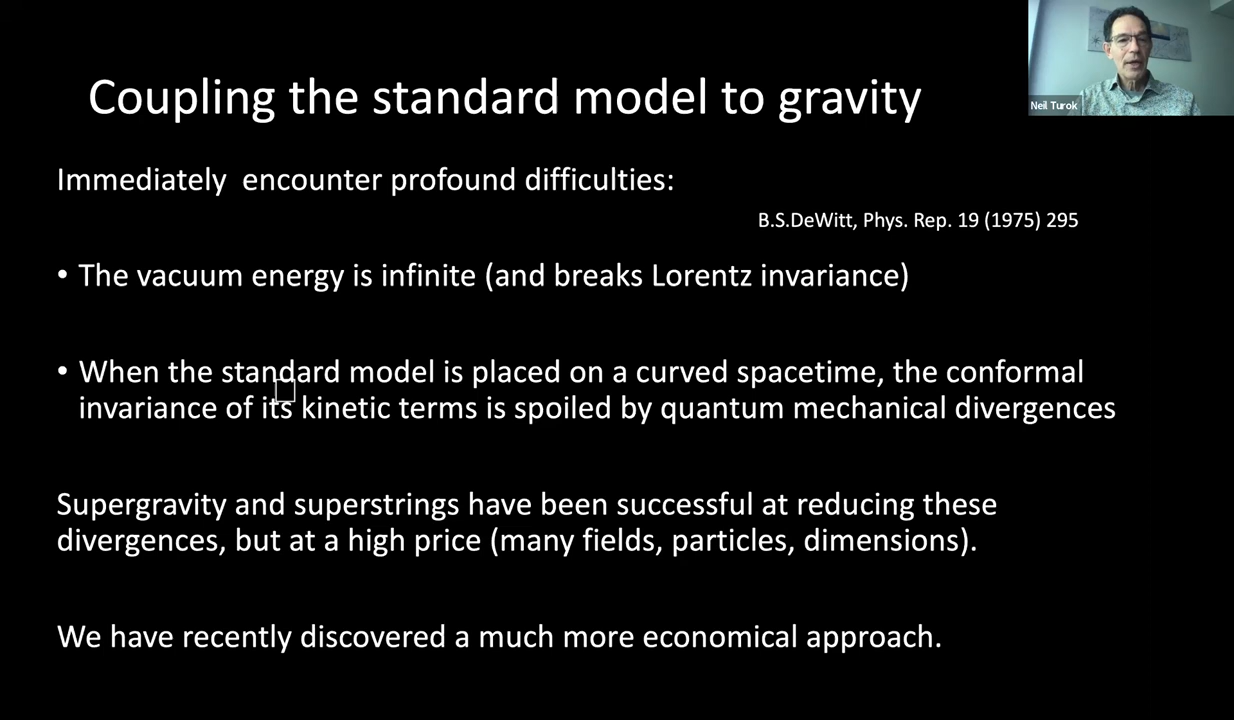 Coupling the standard model to gravity
Neil Turok
Immediately encounter profound difficulties:
B.S.DeWitt, Phys. Rep. 19 (1975) 295
• The vacuum energy is infinite (and breaks Lorentz invariance)
• When the standard model is placed on a curved spacetime, the conformal
invariance of its kinetic terms is spoiled by quantum mechanical divergences
Supergravity and superstrings have been successful at reducing these
divergences, but at a high price (many fields, particles, dimensions).
We have recently discovered a much more economical approach.